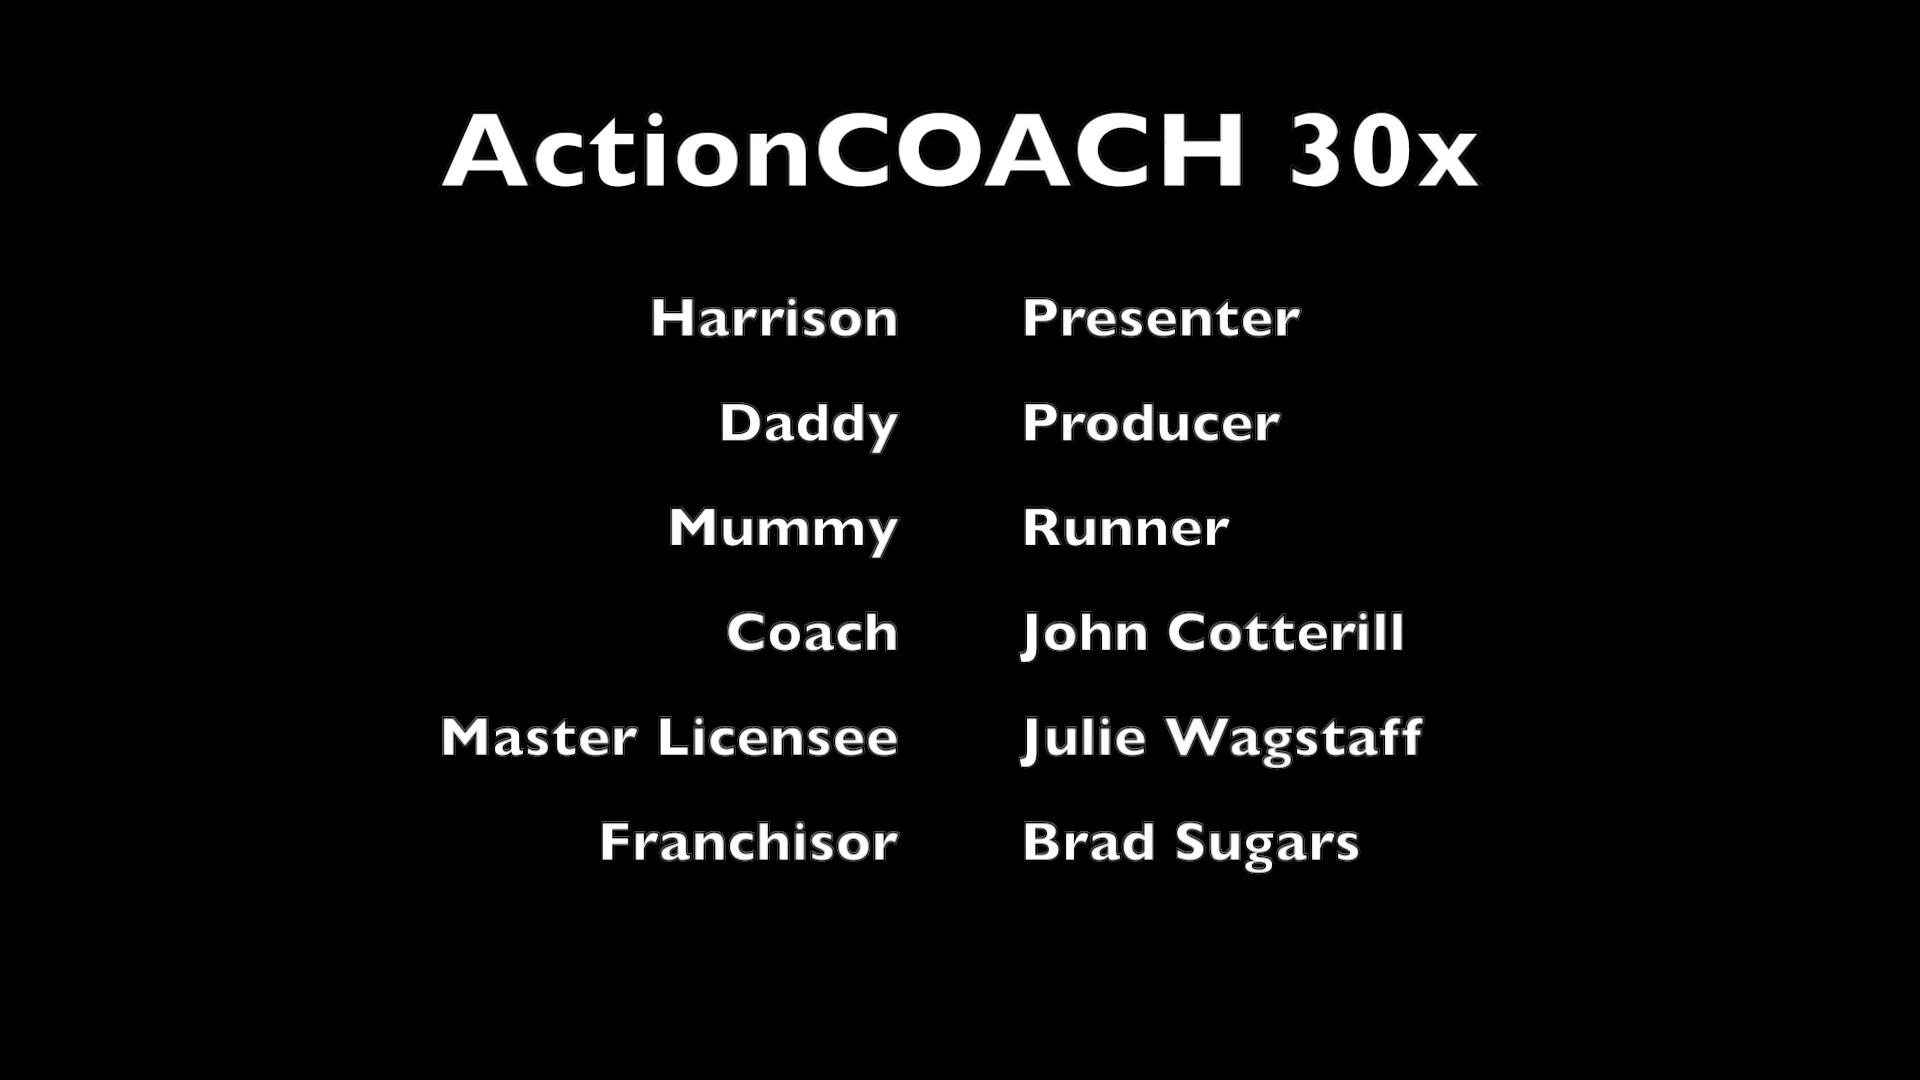 ActionCOACH 30x
Harrison Presenter
Daddy Producer
Mummy Runner
Coach John Cotterill
Master Licensee Julie Wagstaff
Franchisor Brad Sugars